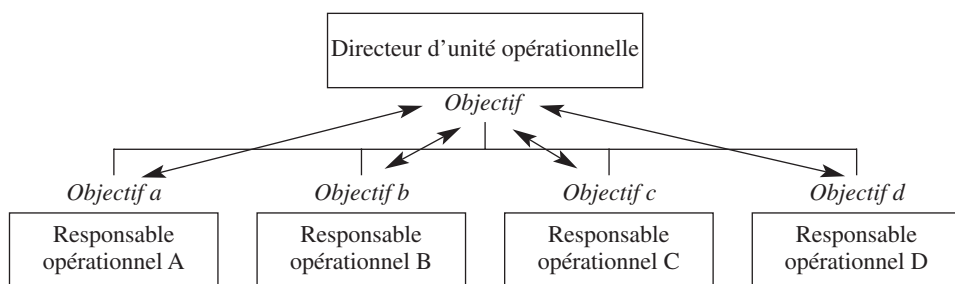 Directeur d’unité opérationnelle
Objectif
Objectif a
Objectif b
Objectif c
Objectif d
Responsable
opérationnel A
Responsable
opérationnel B
Responsable
opérationnel C
Responsable
opérationnel D